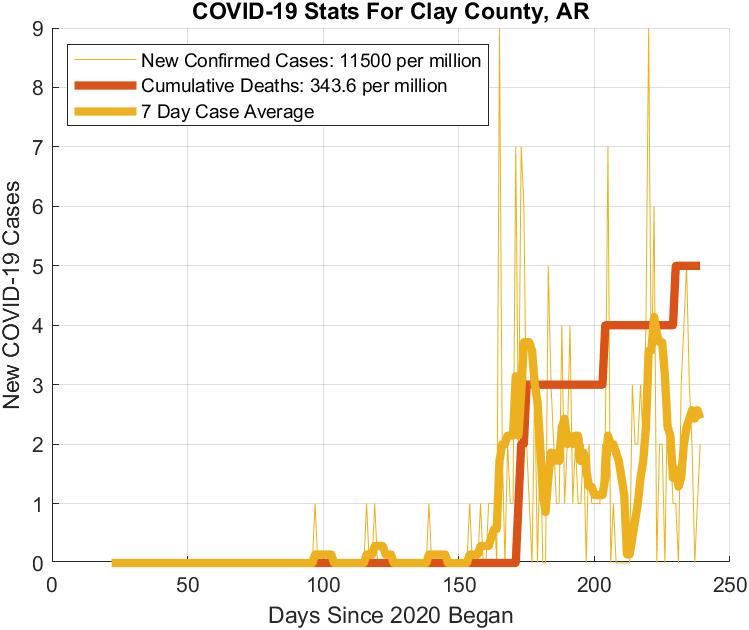 COVID-19 Stats For Clay County, AR
New Confirmed Cases: 11500 per million
Cumulative Deaths: 343.6 per million
7 Day Case Average
New COVID-19 Cases
9
8
7
6
5
4
3
2
1
0
0 50 100 150 200 250
Days Since 2020 Began